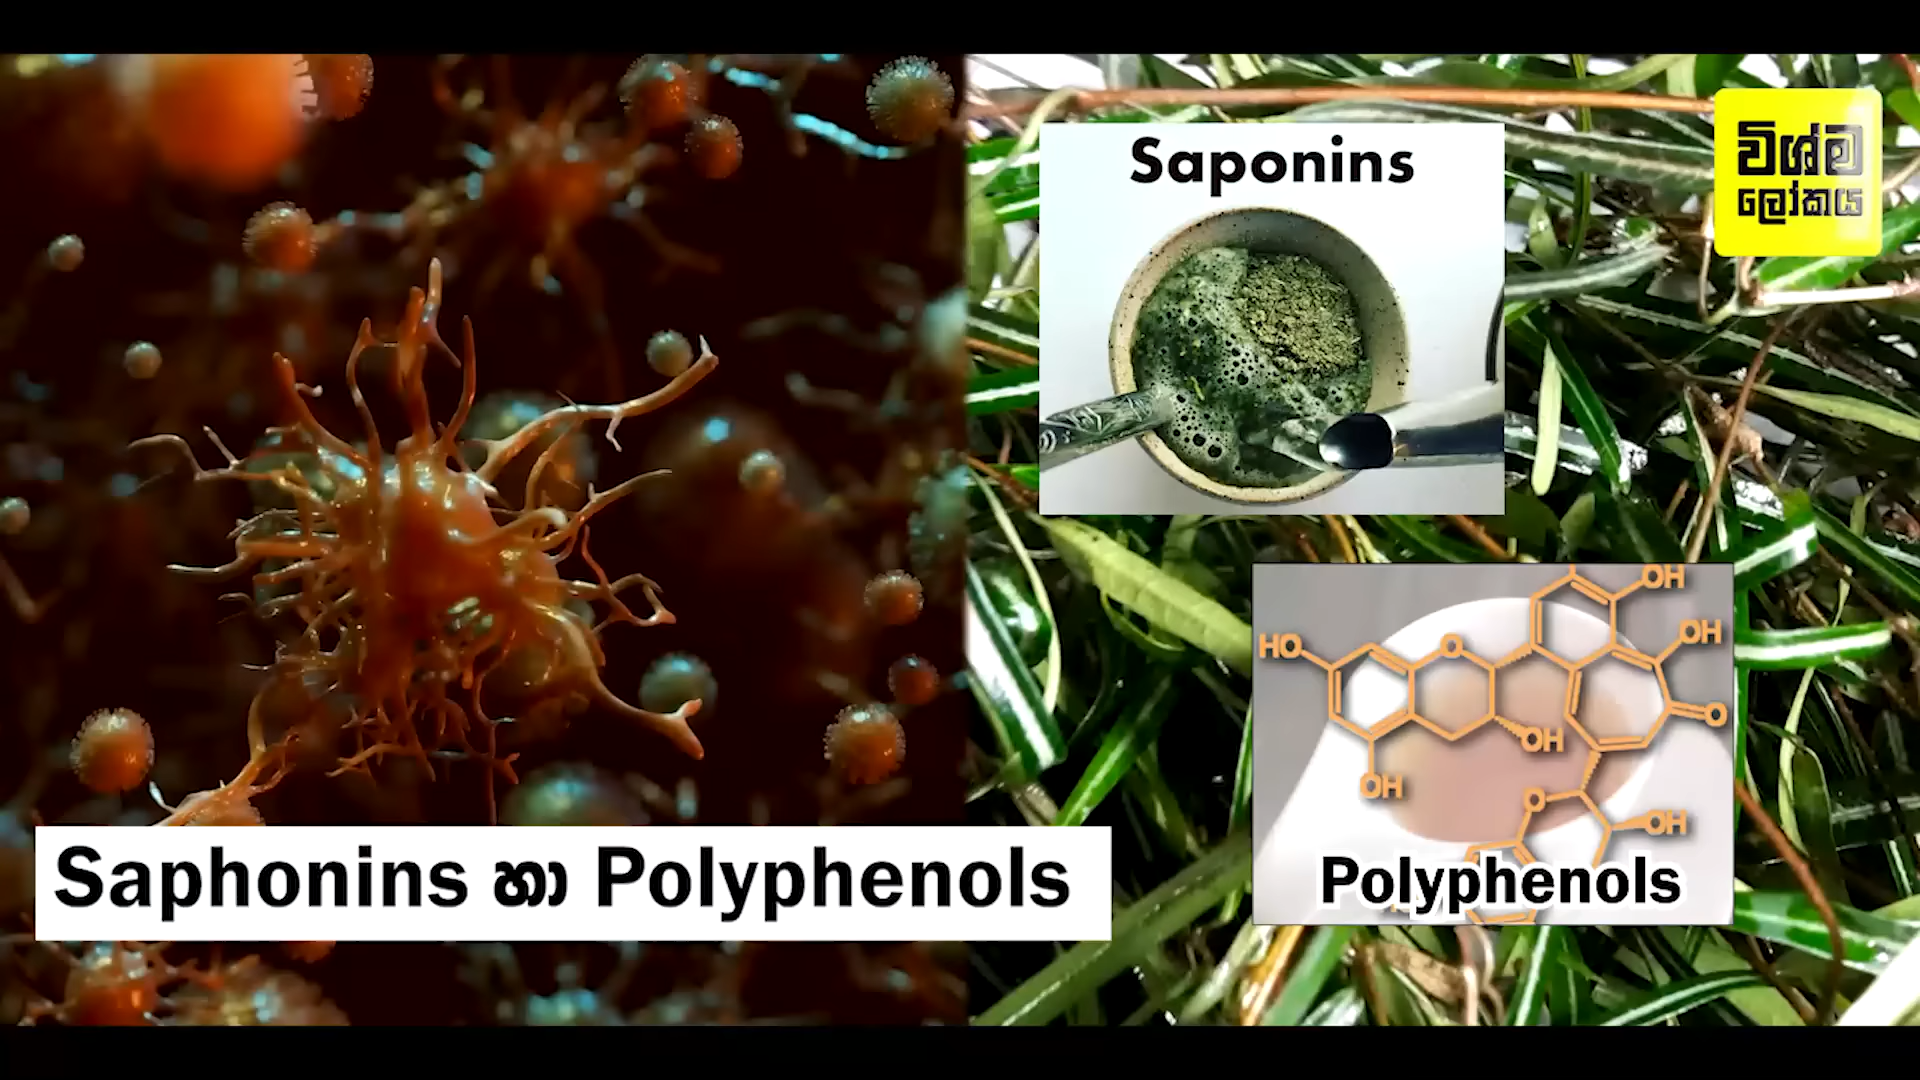 Saponins
විශ්ම
ලෝකය
HO
O
OH
OH
O
OH
OH
O
OH
Polyphenols
Saphonins හා Polyphenols